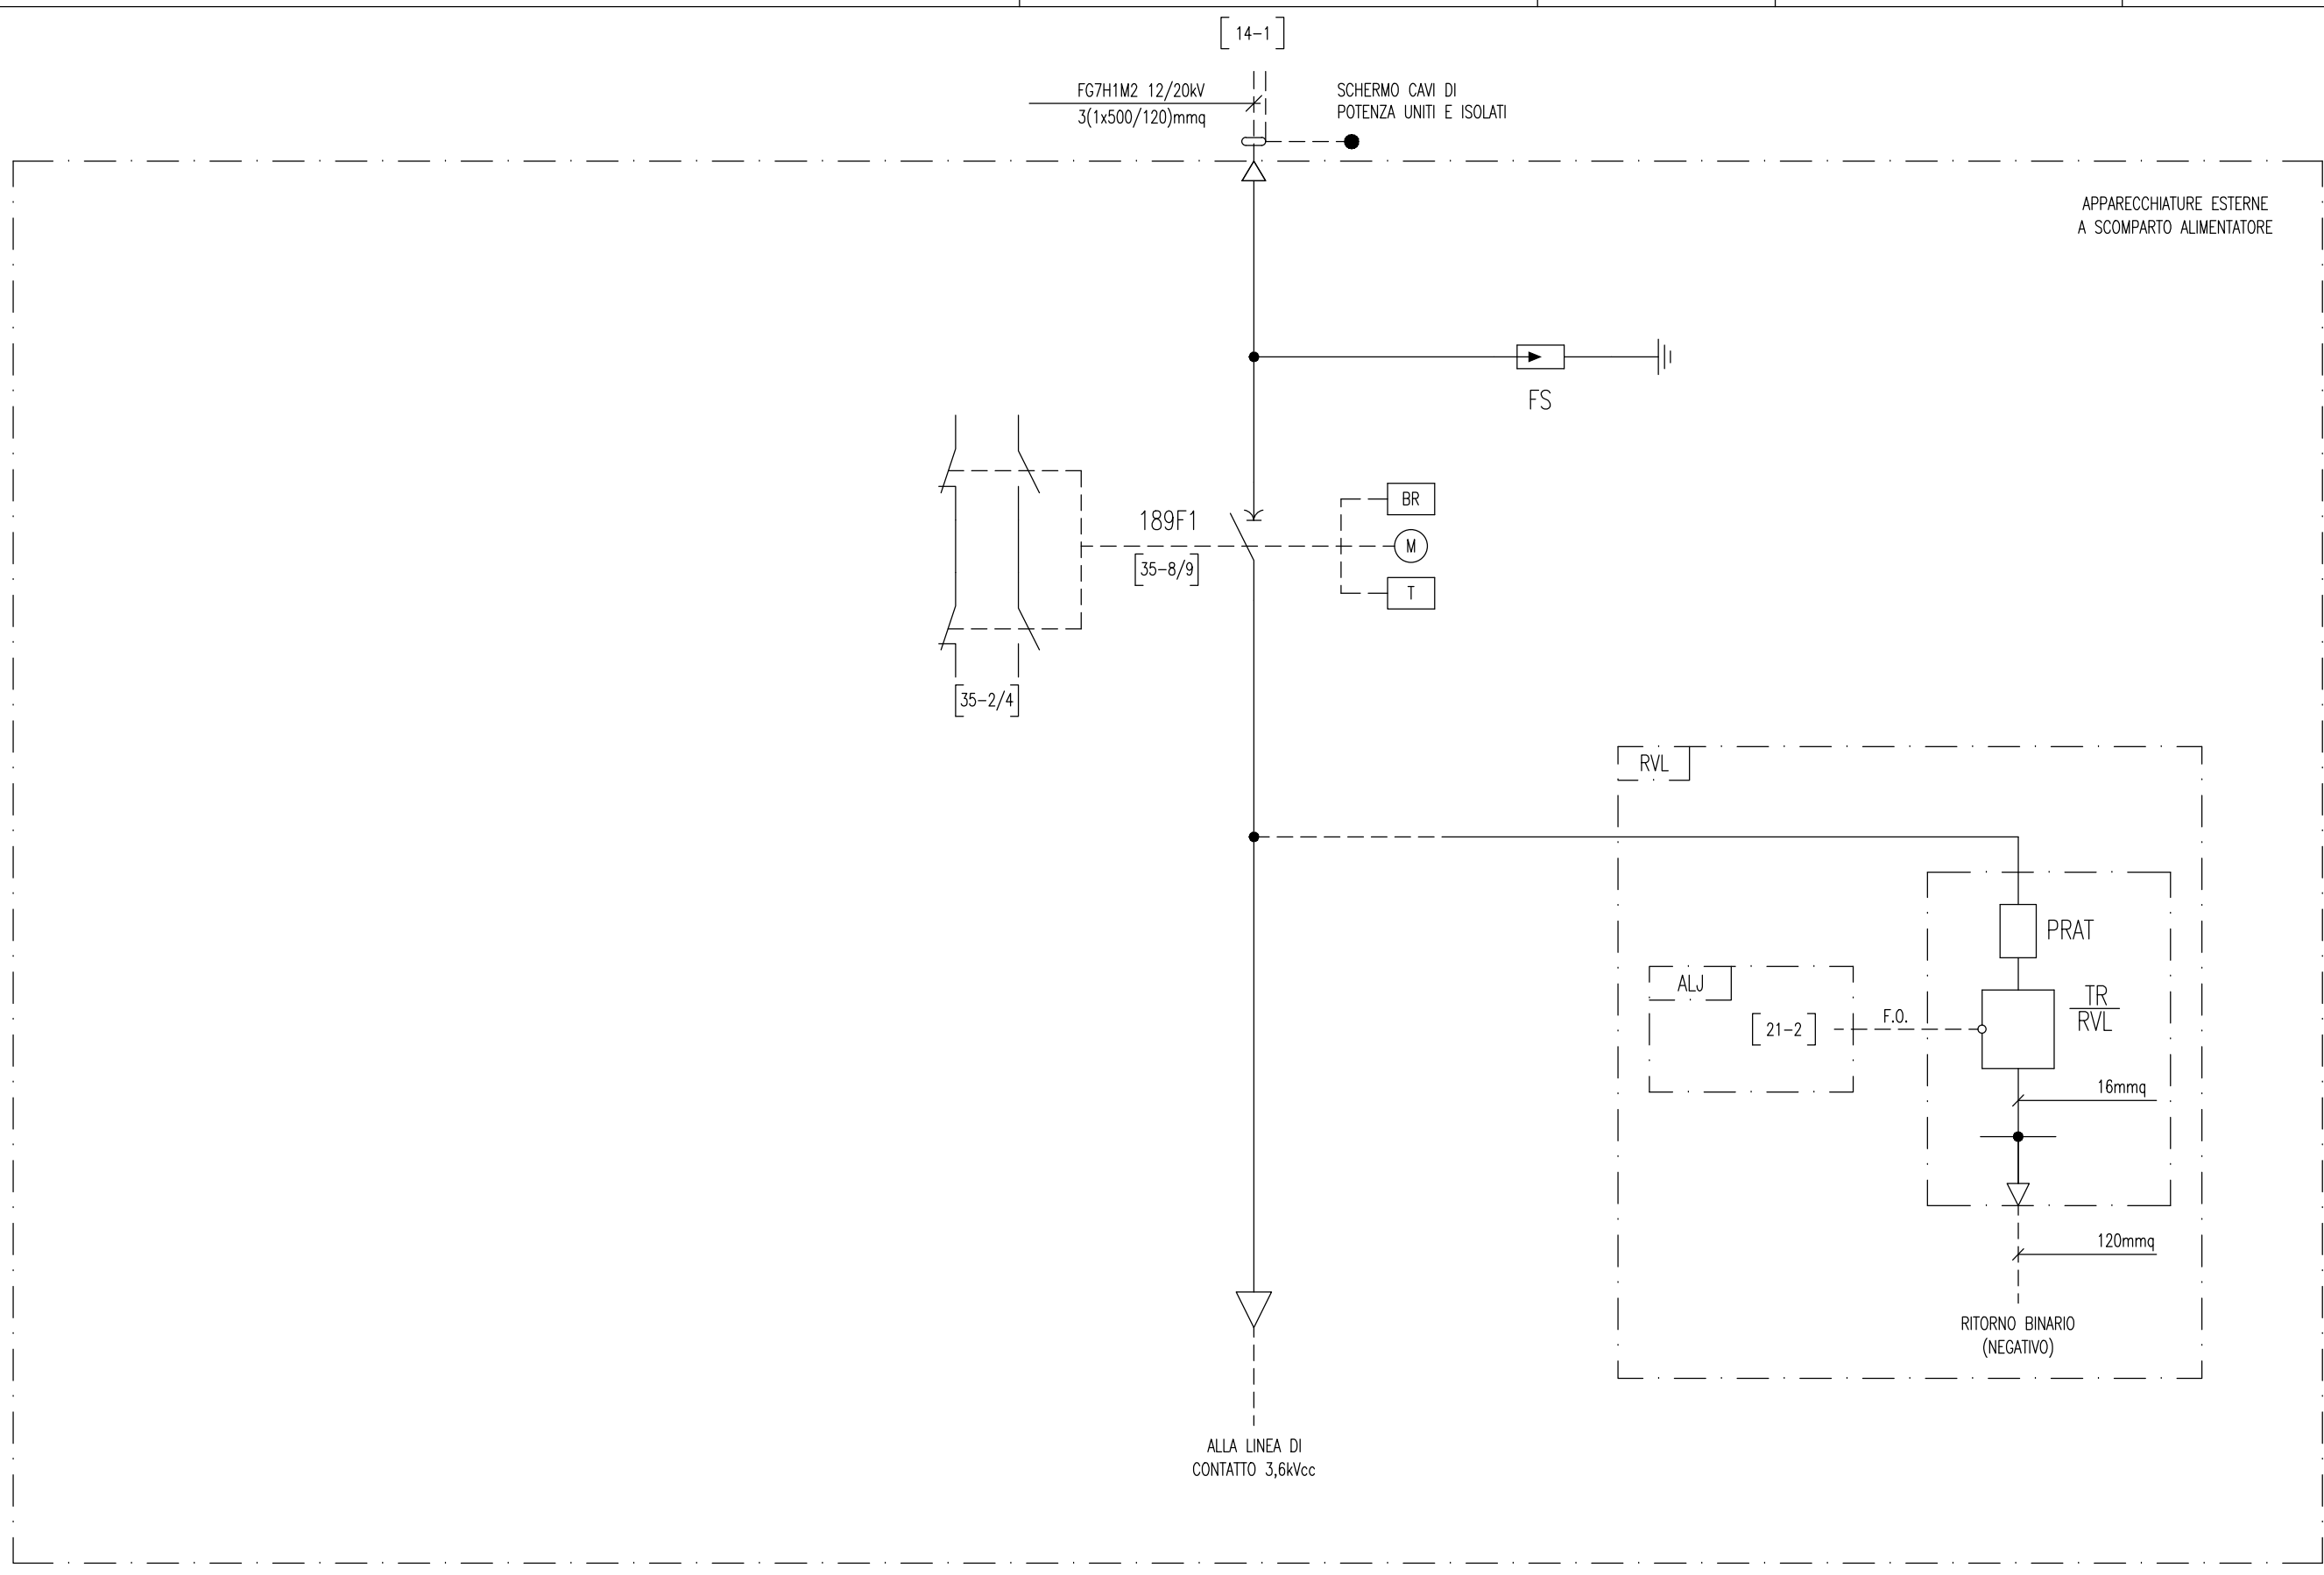 14-1
FG7H1M2 12/20kV
3(1x500/120)mmq
SCHERMO CAVI DI
POTENZA UNITI E ISOLATI
APPARECCHIATURE ESTERNE
A SCOMPARTO ALIMENTATORE
FS
BR
189F1
M
35-8/9
T
35-2/4
RVL
PRAT
ALJ
TR
RVL
F.O.
21-2
16mmq
120mmq
RITORNO BINARIO
(NEGATIVO)
ALLA LINEA DI
CONTATTO 3,6kVcc